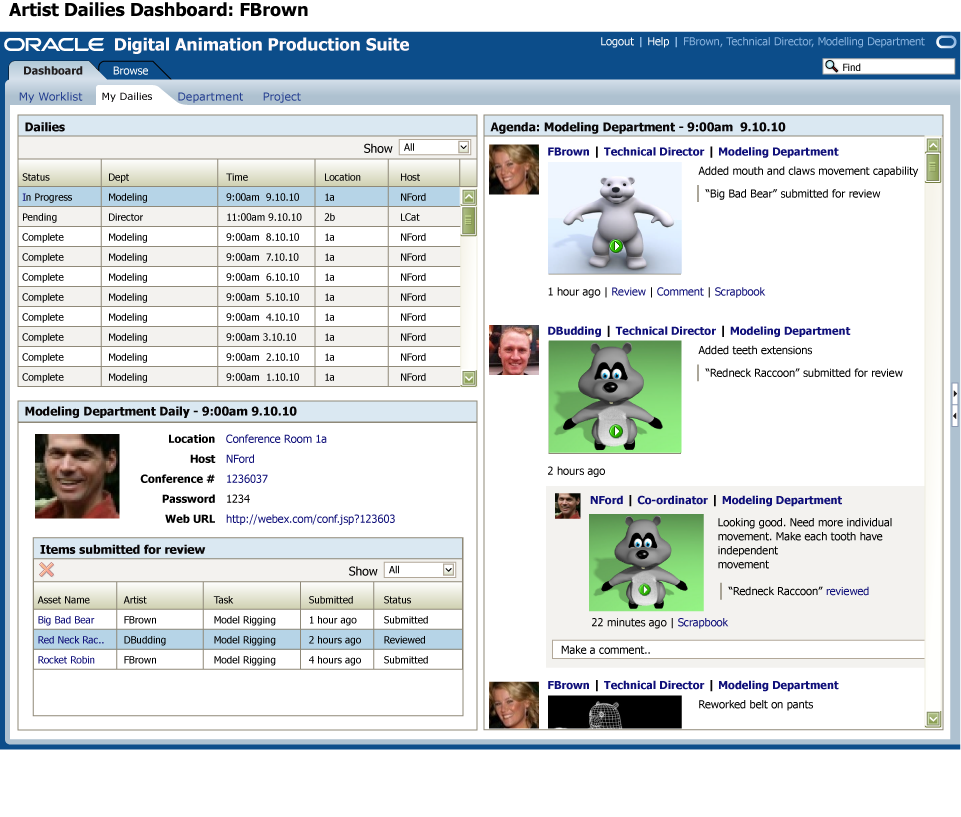 Artist Dailies Dashboard: FBrown
ORACLE Digital Animation Production Suite
Logout | Help | FBrown, Technical Director, Modelling Department
Dashboard Browse
Find
My Worklist My Dailies Department Project
Dailies
Show All
Status Dept Time Location Host
In Progress Modeling 9:00am 9.10.10 1a NFord
Pending Director 11:00am 9.10.10 2b LCat
Complete Modeling 9:00am 8.10.10 1a NFord
Complete Modeling 9:00am 7.10.10 1a NFord
Complete Modeling 9:00am 6.10.10 1a NFord
Complete Modeling 9:00am 5.10.10 1a NFord
Complete Modeling 9:00am 4.10.10 1a NFord
Complete Modeling 9:00am 3.10.10 1a NFord
Complete Modeling 9:00am 2.10.10 1a NFord
Complete Modeling 9:00am 1.10.10 1a NFord
Modeling Department Daily - 9:00am 9.10.10
Location Conference Room 1a
Host NFord
Conference # 1236037
Password 1234
Web URL http://webex/conf.jsp?123603
Items submitted for review
Show All
Asset Name Artist Task Submitted Status
Big Bad Bear FBrown Model Rigging 1 hour ago Submitted
Red Neck Rac.. DBudding Model Rigging 2 hours ago Reviewed
Rocket Robin FBrown Model Rigging 4 hours ago Submitted
Agenda: Modeling Department - 9:00am 9.10.10
FBrown | Technical Director | Modeling Department
Added mouth and claws movement capability
“Big Bad Bear” submitted for review
1 hour ago | Review | Comment | Scrapbook
DBudding | Technical Director | Modeling Department
Added teeth extensions
“Redneck Raccoon” submitted for review
2 hours ago
NFord | Co-ordinator | Modeling Department
Looking good. Need more individual
movement. Make each tooth have
independent
movement
“Redneck Raccoon” reviewed
22 minutes ago | Scrapbook
Make a comment..
FBrown | Technical Director | Modeling Department
Reworked belt on pants